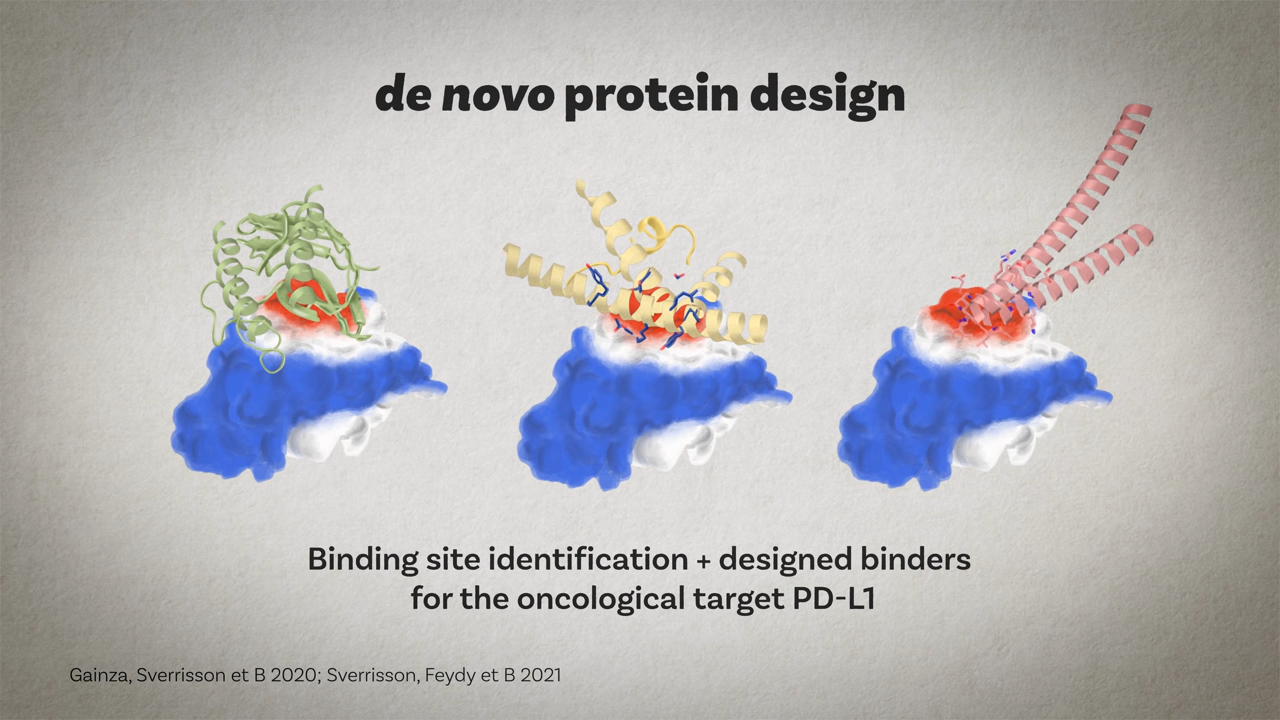 de novo protein design
Binding site identification + designed binders
for the oncological target PD-L1
Gainza, Sverrisson et B 2020; Sverrisson, Feydy et B 2021